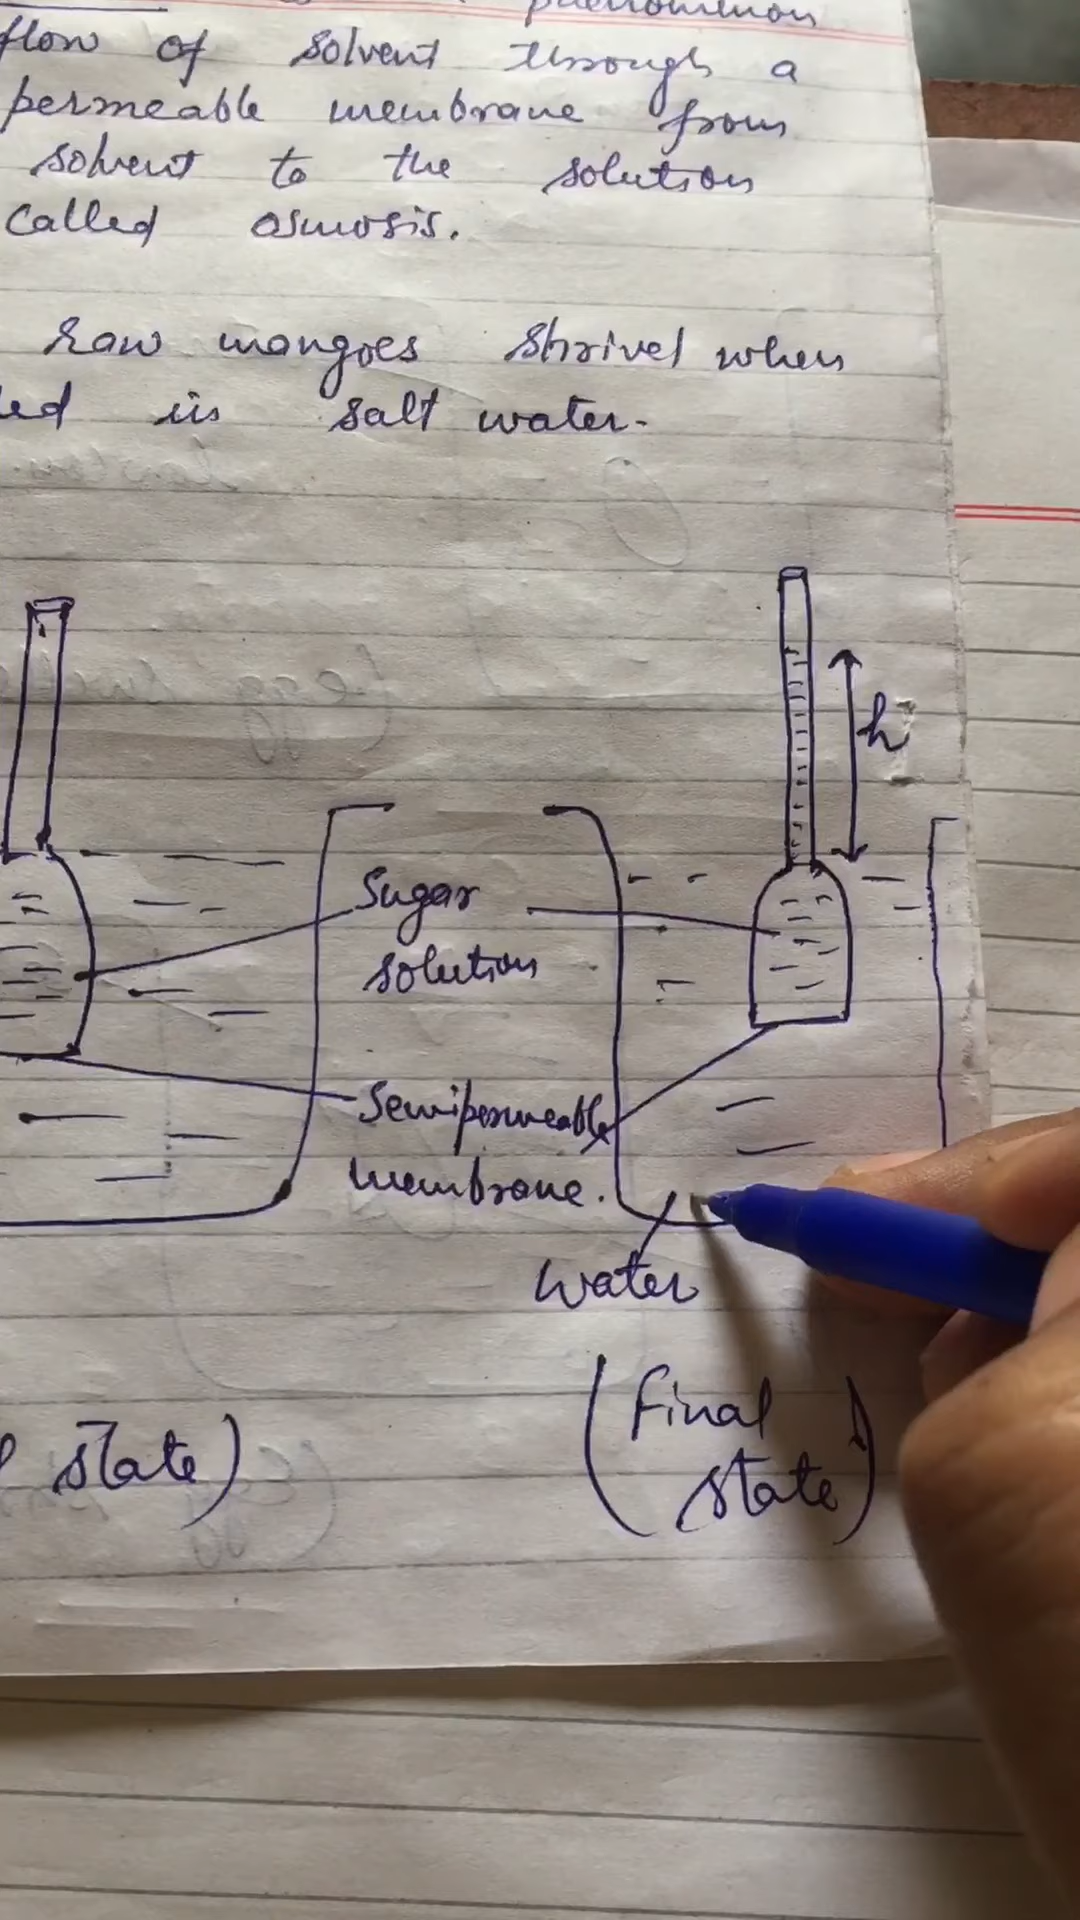 phenomenon
flow of solvent through a
permeable membrane from
solvent to the solution
called osmosis.
raw mangoes shrivel when
in salt water.
h
Sugar
solution
Semipermeable
membrane.
water
state)
(final
state)